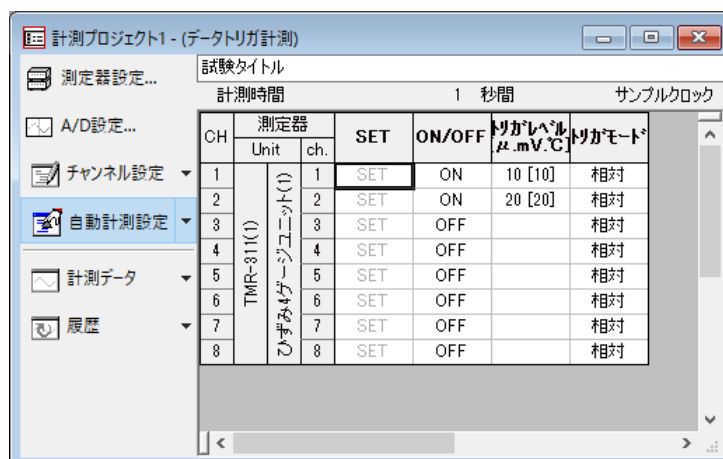 計測プロジェクト1 - (データトリガ計測)
測定器設定...
A/D設定...
チャンネル設定
自動計測設定
計測データ
履歴
試験タイトル
計測時間 1 秒間 サンプルクロック
CH 測定器 SET ON/OFF トリガレベル トリガモード
Unit ch. [μ.mV.℃]
TMR-311(1)
ひずみ4ゲージユニット(1)
1 1 SET ON 10 [10] 相対
2 2 SET ON 20 [20] 相対
3 3 SET OFF 相対
4 4 SET OFF 相対
5 5 SET OFF 相対
6 6 SET OFF 相対
7 7 SET OFF 相対
8 8 SET OFF 相対